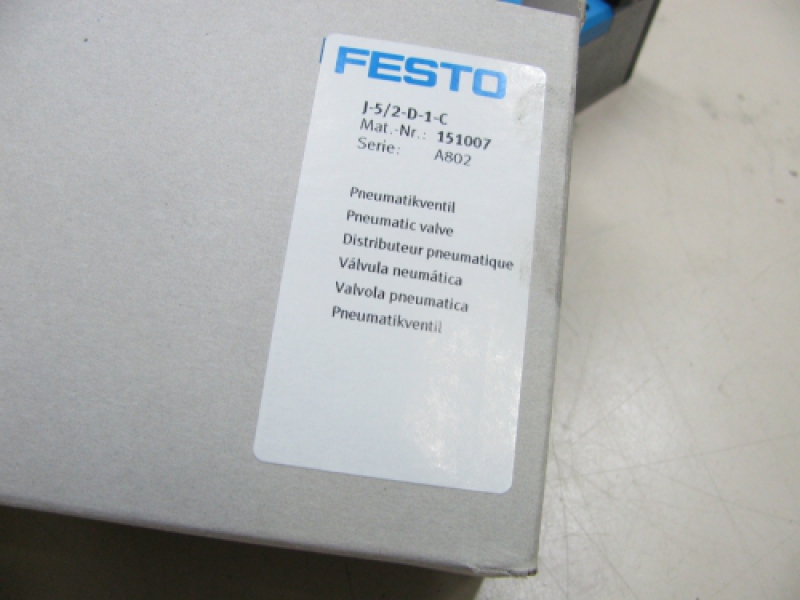 FESTO
J-5/2-D-1-C
Mat.-Nr.: 151007
Serie: A802
Pneumatikventil
Pneumatic valve
Distributeur pneumatique
Válvula neumática
Valvola pneumatica
Pneumatikventil